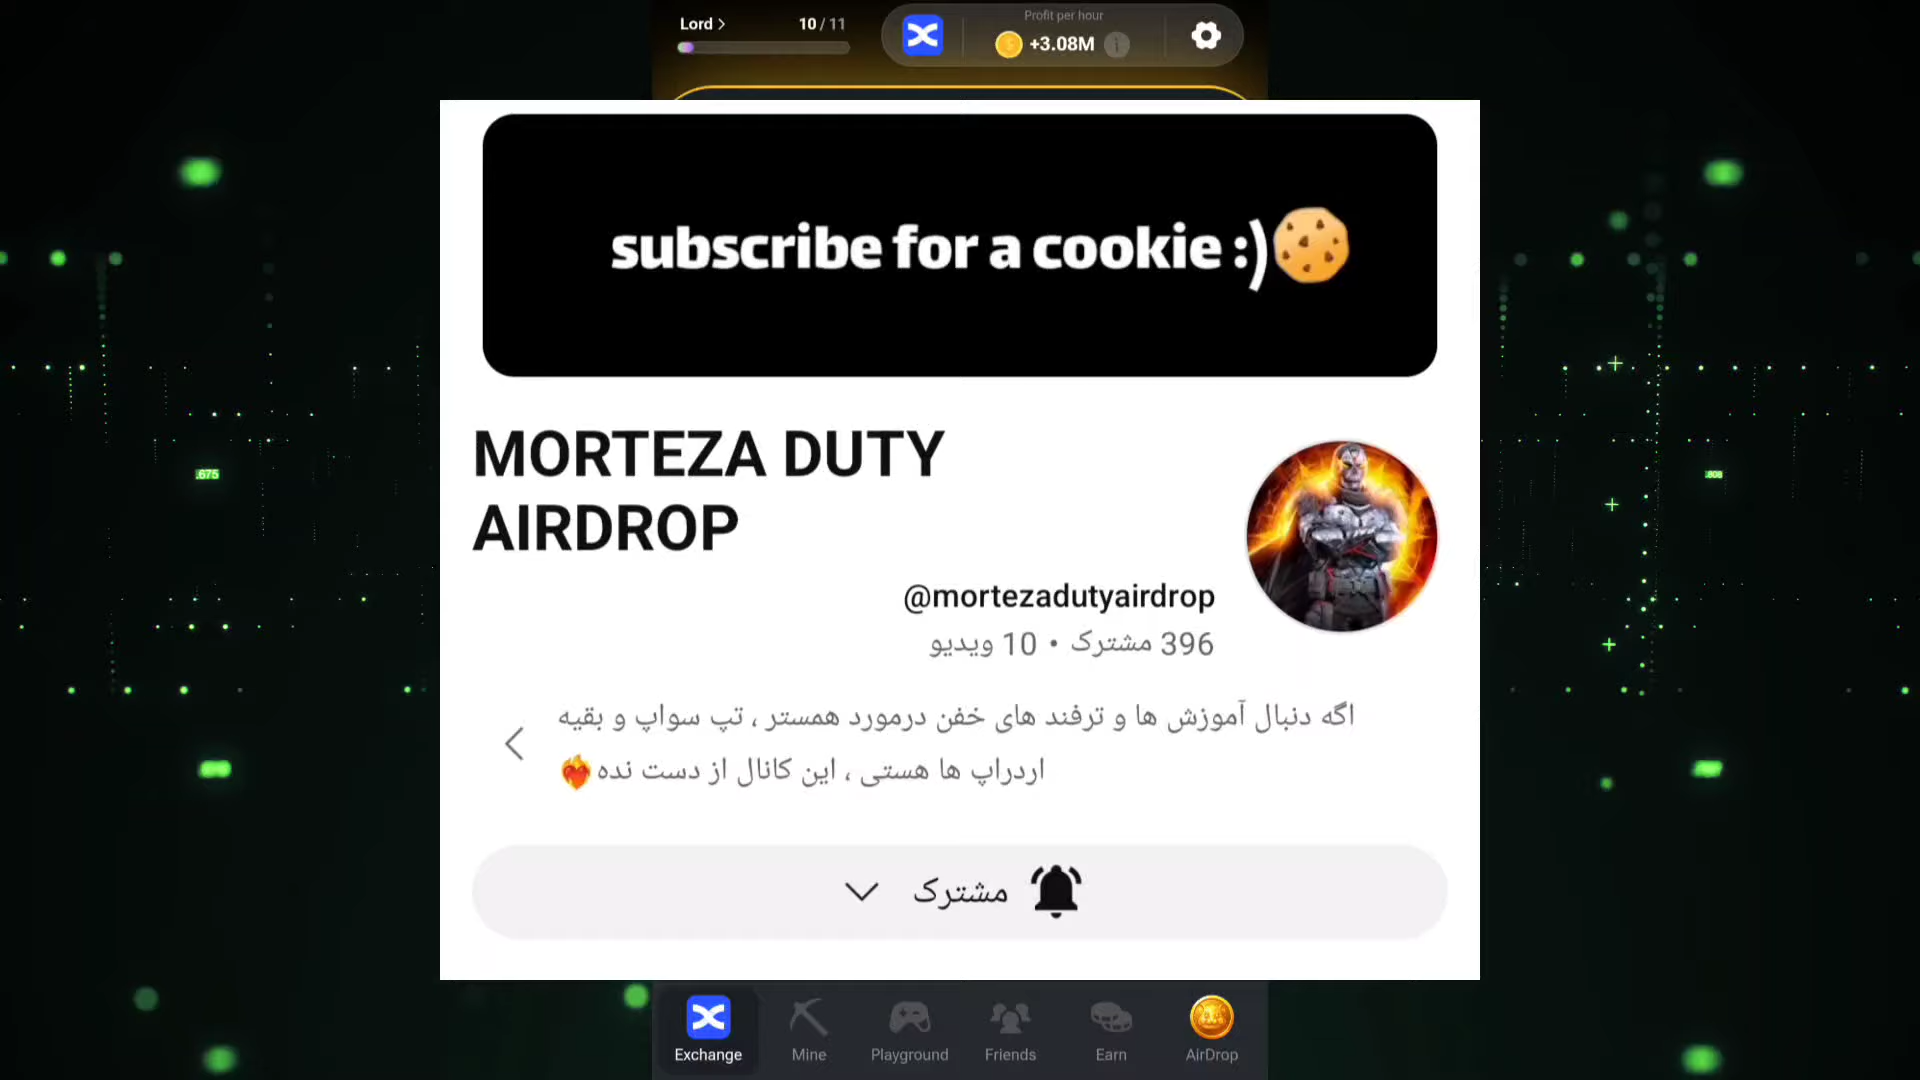 Lord >
10 / 11
Profit per hour
+3.08M
subscribe for a cookie :)🍪
MORTEZA DUTY
AIRDROP
@mortezadutyairdrop
396 مشترک • 10 ویدیو
اگه دنبال آموزش ها و ترفند های خفن درمورد همستر ، تپ سواپ و بقیه
اردراپ ها هستی ، این کانال از دست نده❤️‍🔥
مشترک
.675
.808
Exchange
Mine
Playground
Friends
Earn
AirDrop